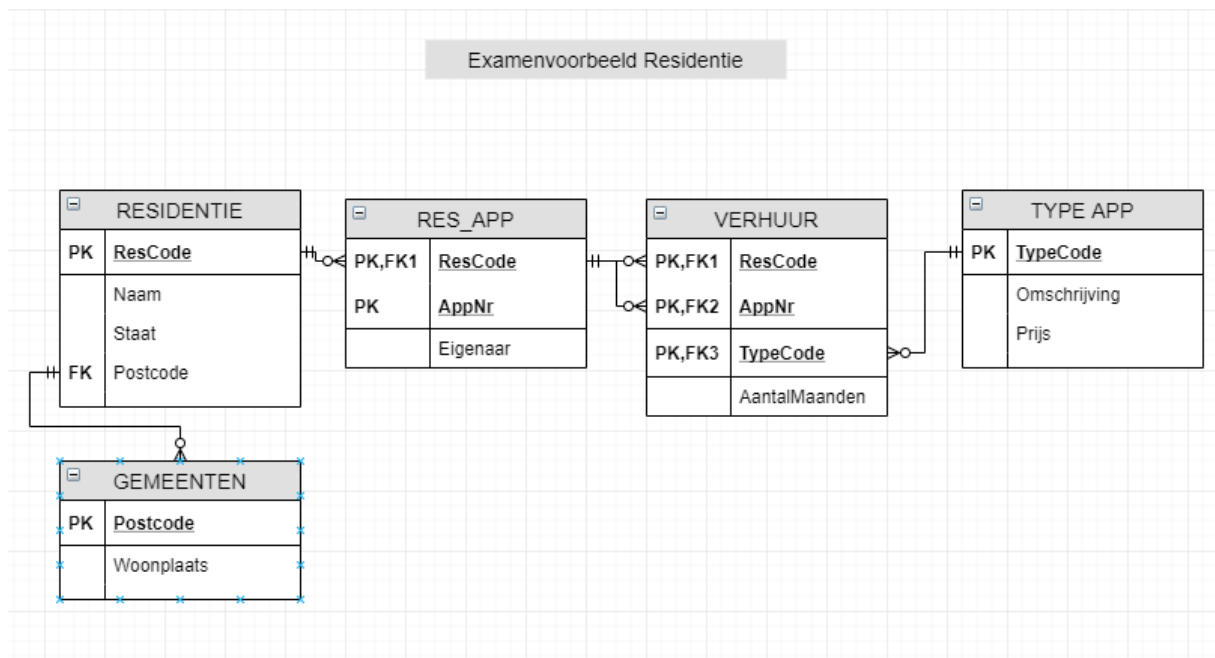 Examenvoorbeeld Residentie
RESIDENTIE
PK ResCode
Naam
Staat
FK Postcode
RES_APP
PK,FK1 ResCode
PK AppNr
Eigenaar
VERHUUR
PK,FK1 ResCode
PK,FK2 AppNr
PK,FK3 TypeCode
AantalMaanden
TYPE APP
PK TypeCode
Omschrijving
Prijs
GEMEENTEN
PK Postcode
Woonplaats